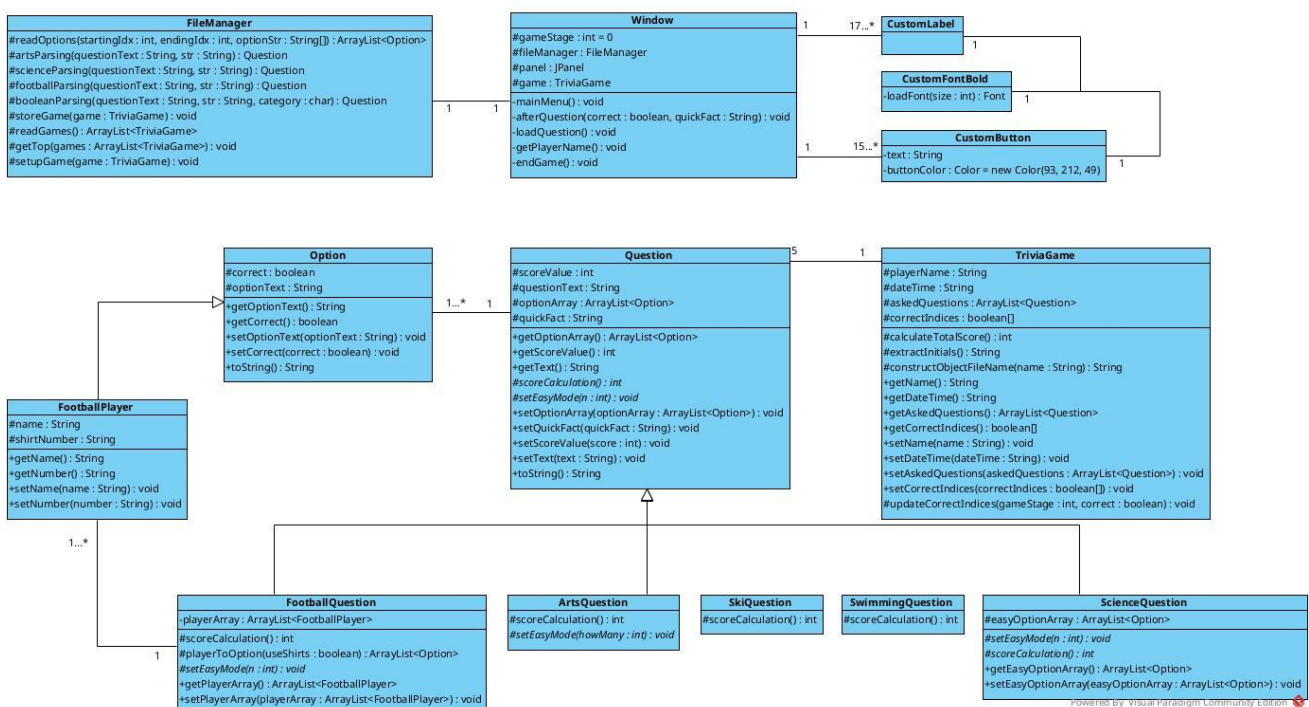 FileManager
#readOptions(startingIdx : int, endingIdx : int, optionStr : String[]) : ArrayList<Option>
#artsParsing(questionText : String, str : String) : Question
#scienceParsing(questionText : String, str : String) : Question
#footballParsing(questionText : String, str : String) : Question
#booleanParsing(questionText : String, str : String, category : char) : Question
#storeGame(game : TriviaGame) : void
#readGames() : ArrayList<TriviaGame>
#getTop(games : ArrayList<TriviaGame>) : void
#setupGame(game : TriviaGame) : void
1
1
Window
#gameStage : int = 0
#fileManager : FileManager
#panel : JPanel
#game : TriviaGame
-mainMenu() : void
-afterQuestion(correct : boolean, quickFact : String) : void
-loadQuestion() : void
-getPlayerName() : void
-endGame() : void
1
17...*
1
15...*
CustomLabel
1
CustomFontBold
-loadFont(size : int) : Font
1
CustomButton
-text : String
-buttonColor : Color = new Color(93, 212, 49)
1
Option
#correct : boolean
#optionText : String
+getOptionText() : String
+getCorrect() : boolean
+setOptionText(optionText : String) : void
+setCorrect(correct : boolean) : void
+toString() : String
1...*
1
Question
#scoreValue : int
#questionText : String
#optionArray : ArrayList<Option>
#quickFact : String
+getOptionArray() : ArrayList<Option>
+getScoreValue() : int
+getText() : String
#scoreCalculation() : int
#setEasyMode(n : int) : void
+setOptionArray(optionArray : ArrayList<Option>) : void
+setQuickFact(quickFact : String) : void
+setScoreValue(score : int) : void
+setText(text : String) : void
+toString() : String
5
1
TriviaGame
#playerName : String
#dateTime : String
#askedQuestions : ArrayList<Question>
#correctIndices : boolean[]
#calculateTotalScore() : int
#extractInitials() : String
#constructObjectFileName(name : String) : String
+getName() : String
+getDateTime() : String
+getAskedQuestions() : ArrayList<Question>
+getCorrectIndices() : boolean[]
+setName(name : String) : void
+setDateTime(dateTime : String) : void
+setAskedQuestions(askedQuestions : ArrayList<Question>) : void
+setCorrectIndices(correctIndices : boolean[]) : void
#updateCorrectIndices(gameStage : int, correct : boolean) : void
FootballPlayer
#name : String
#shirtNumber : String
+getName() : String
+getNumber() : String
+setName(name : String) : void
+setNumber(number : String) : void
1...*
1
FootballQuestion
-playerArray : ArrayList<FootballPlayer>
#scoreCalculation() : int
#playerToOption(useShirts : boolean) : ArrayList<Option>
#setEasyMode(n : int) : void
+getPlayerArray() : ArrayList<FootballPlayer>
+setPlayerArray(playerArray : ArrayList<FootballPlayer>) : void
ArtsQuestion
#scoreCalculation() : int
#setEasyMode(howMany : int) : void
SkiQuestion
#scoreCalculation() : int
SwimmingQuestion
#scoreCalculation() : int
ScienceQuestion
#easyOptionArray : ArrayList<Option>
#setEasyMode(n : int) : void
#scoreCalculation() : int
+getEasyOptionArray() : ArrayList<Option>
+setEasyOptionArray(easyOptionArray : ArrayList<Option>) : void
Powered By Visual Paradigm Community Edition